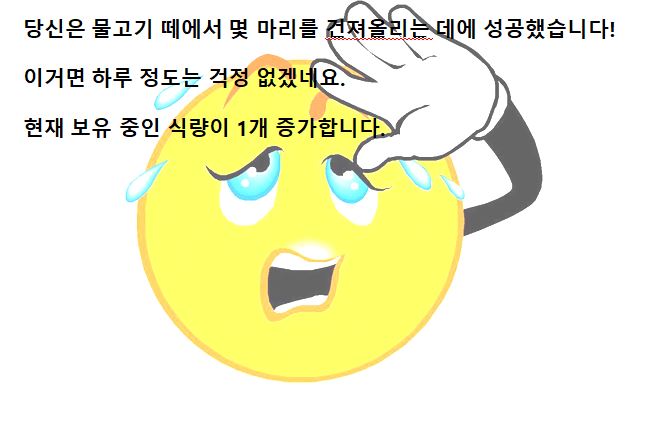 당신은 물고기 떼에서 몇 마리를 건져올리는 데에 성공했습니다!
이거면 하루 정도는 걱정 없겠네요.
현재 보유 중인 식량이 1개 증가합니다.